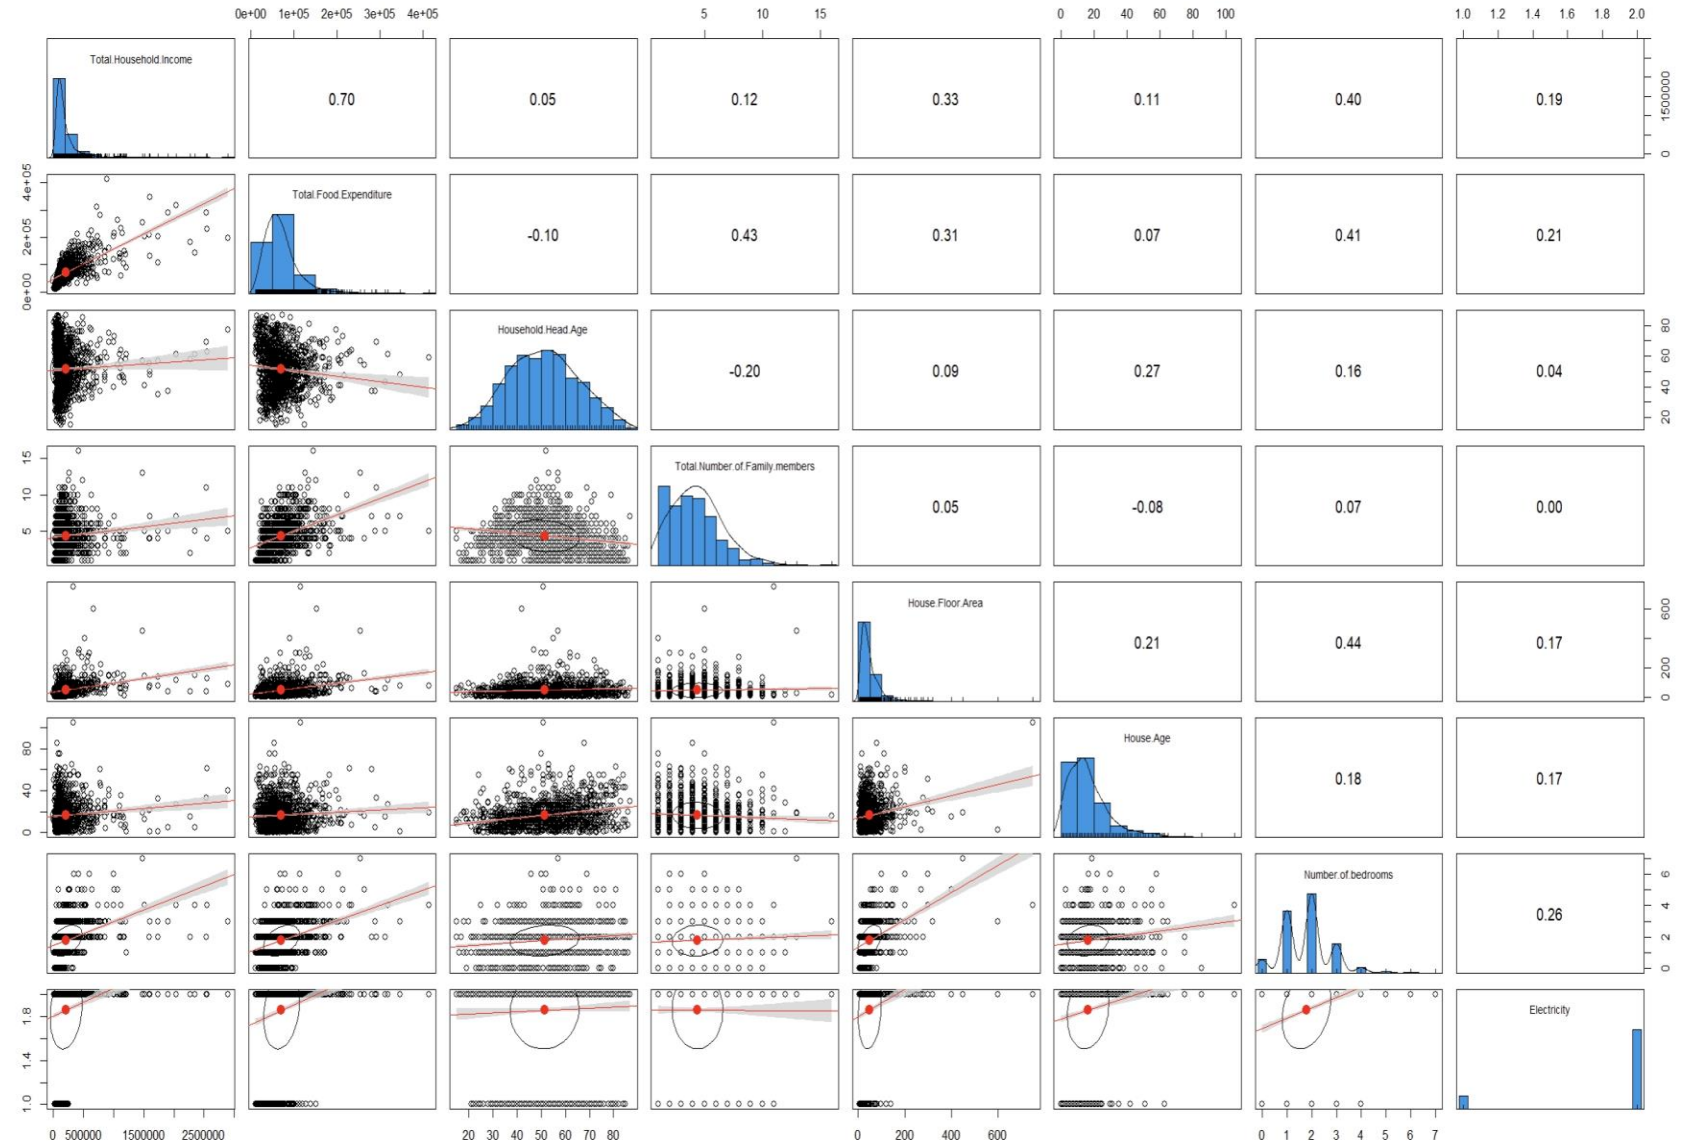 0e+00 1e+05 2e+05 3e+05 4e+05 5 10 15 0 20 40 60 80 100 1.0 1.2 1.4 1.6 1.8 2.0
Total.Household.Income 0.70 0.05 0.12 0.33 0.11 0.40 0.19 0 1500000
0e+00 2e+05 4e+05 Total.Food.Expenditure -0.10 0.43 0.31 0.07 0.41 0.21
Household.Head.Age -0.20 0.09 0.27 0.16 0.04 20 40 60 80
5 10 15 Total.Number.of.Family.members 0.05 -0.08 0.07 0.00
House.Floor.Area 0.21 0.44 0.17 0 200 600
0 40 80 House.Age 0.18 0.17
Number.of.bedrooms 0.26 0 2 4 6
1.0 1.4 1.8 Electricity
0 500000 1500000 2500000 20 30 40 50 60 70 80 0 200 400 600 0 1 2 3 4 5 6 7